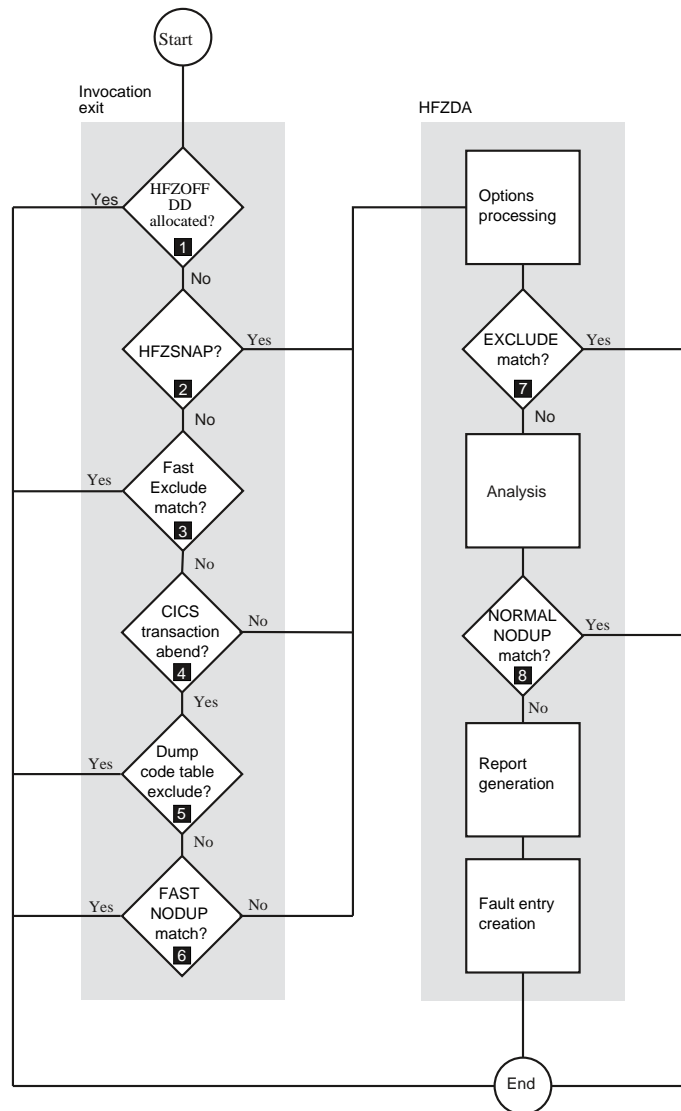 Start
Invocation
exit
HFZOFF
DD
allocated?
1
Yes
No
HFZSNAP?
2
Yes
No
Fast
Exclude
match?
3
Yes
No
CICS
transaction
abend?
4
No
Yes
Dump
code table
exclude?
5
Yes
No
FAST
NODUP
match?
6
Yes
No
HFZDA
Options
processing
EXCLUDE
match?
7
Yes
No
Analysis
NORMAL
NODUP
match?
8
Yes
No
Report
generation
Fault entry
creation
End